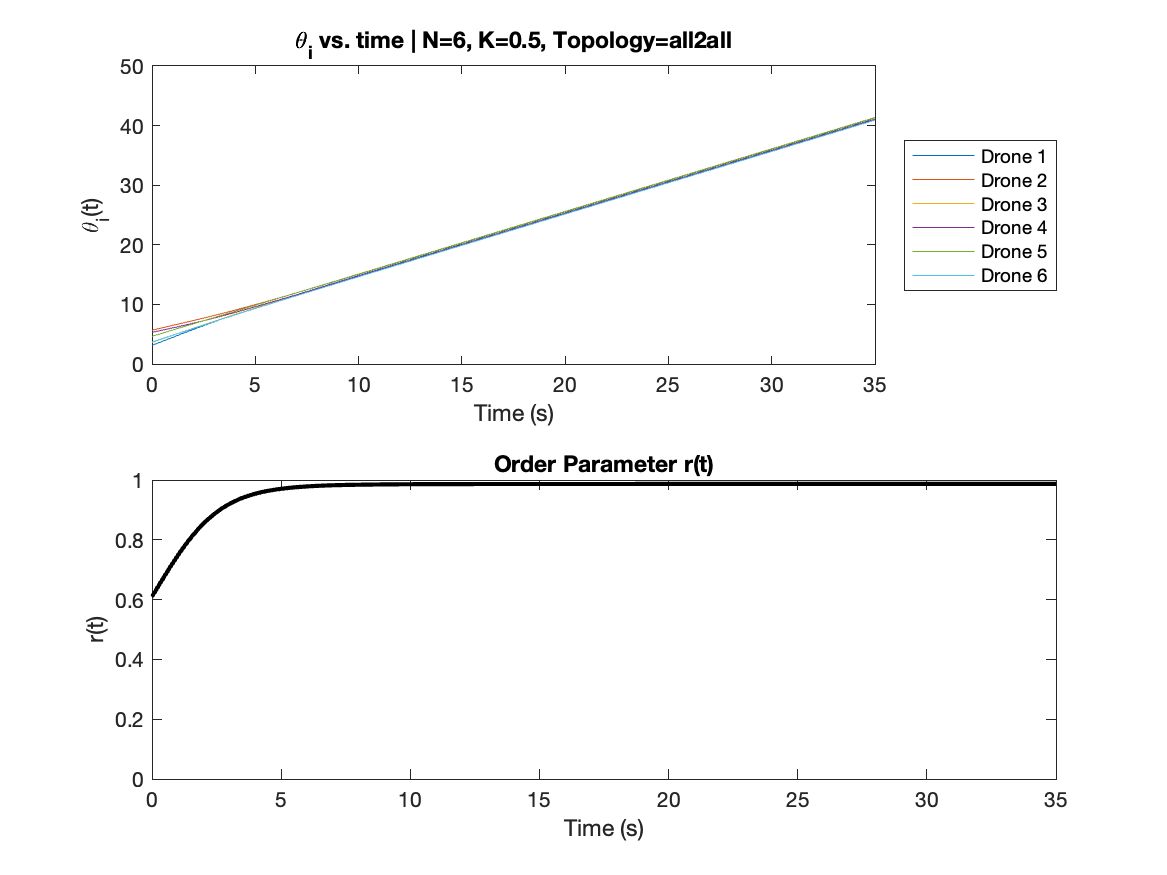 θi vs. time | N=6, K=0.5, Topology=all2all
50
40
30
20
10
0
θi(t)
0 5 10 15 20 25 30 35
Time (s)
Drone 1
Drone 2
Drone 3
Drone 4
Drone 5
Drone 6
Order Parameter r(t)
1
0.8
0.6
0.4
0.2
0
r(t)
0 5 10 15 20 25 30 35
Time (s)